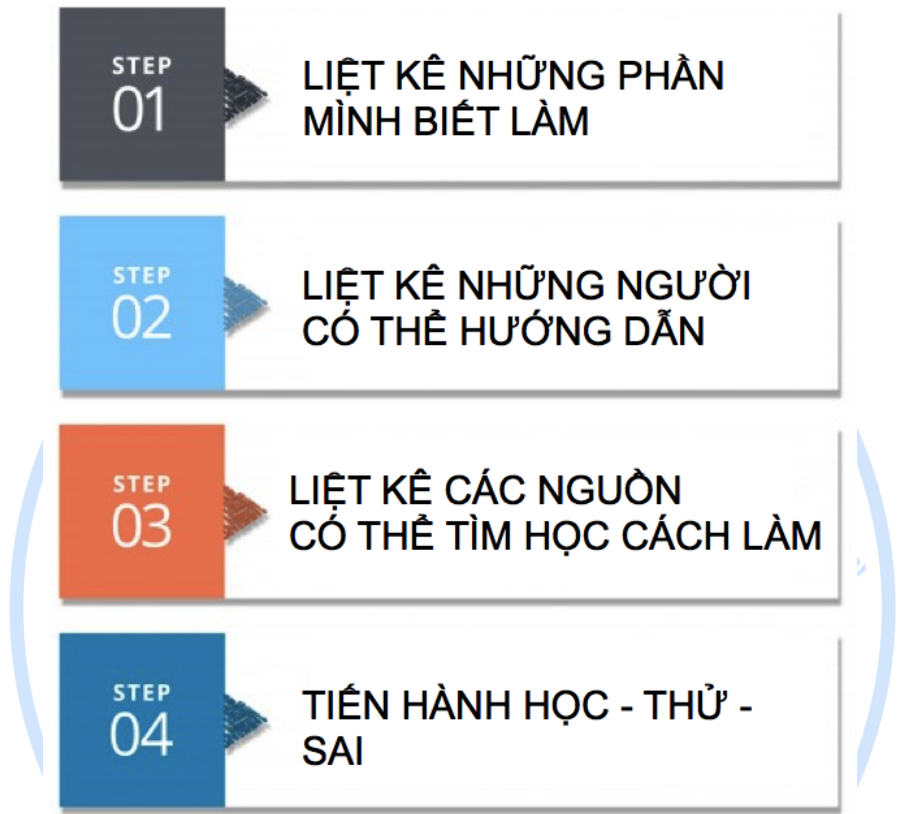 STEP
01
LIỆT KÊ NHỮNG PHẦN
MÌNH BIẾT LÀM
STEP
02
LIỆT KÊ NHỮNG NGƯỜI
CÓ THỂ HƯỚNG DẪN
STEP
03
LIỆT KÊ CÁC NGUỒN
CÓ THỂ TÌM HỌC CÁCH LÀM
STEP
04
TIẾN HÀNH HỌC - THỬ -
SAI